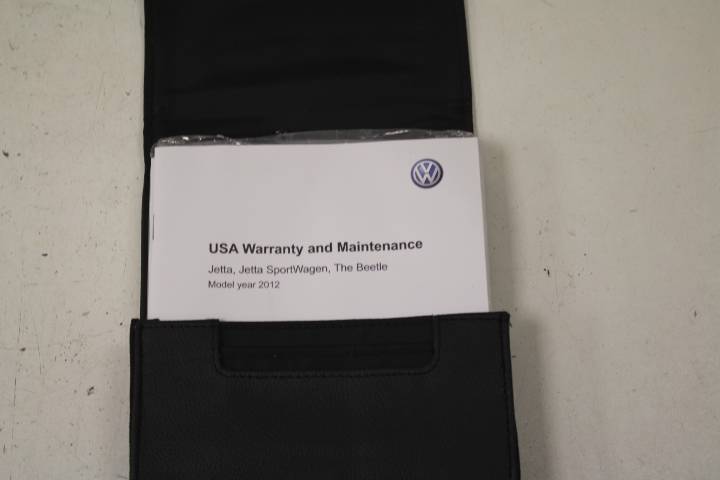 USA Warranty and Maintenance
Jetta, Jetta SportWagen, The Beetle
Model year 2012